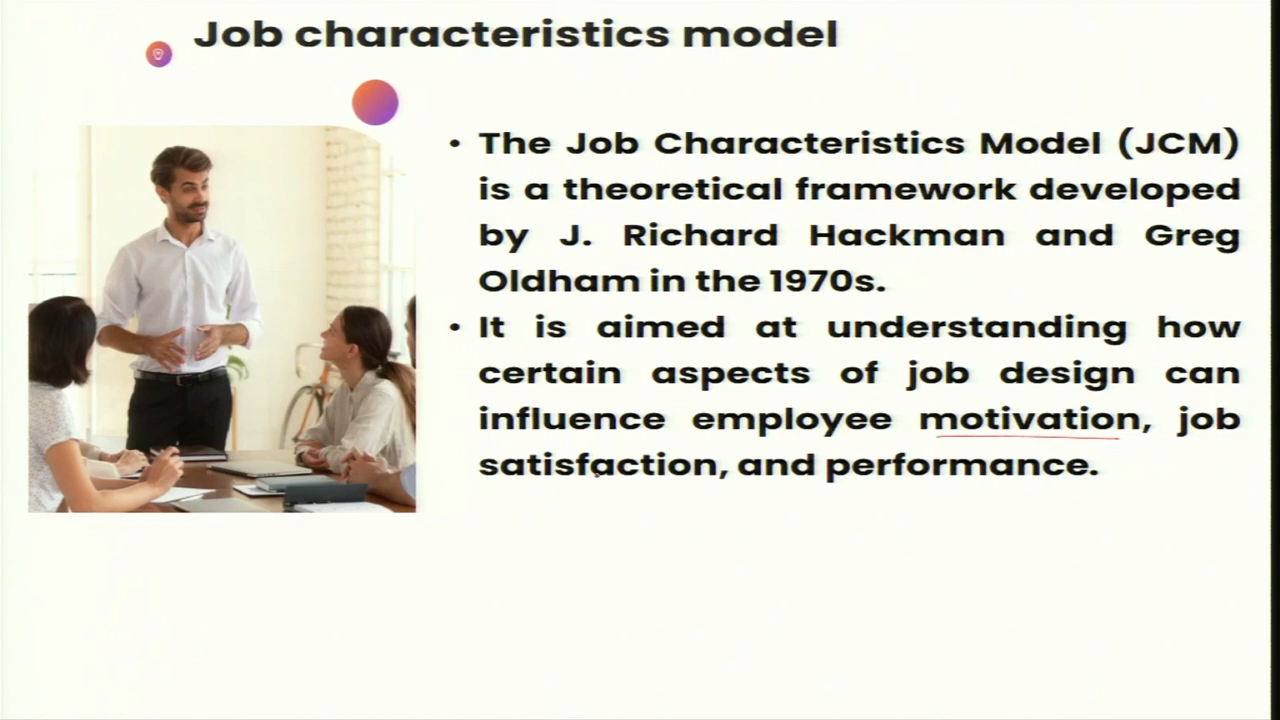 Job characteristics model
• The Job Characteristics Model (JCM)
is a theoretical framework developed
by J. Richard Hackman and Greg
Oldham in the 1970s.
• It is aimed at understanding how
certain aspects of job design can
influence employee motivation, job
satisfaction, and performance.